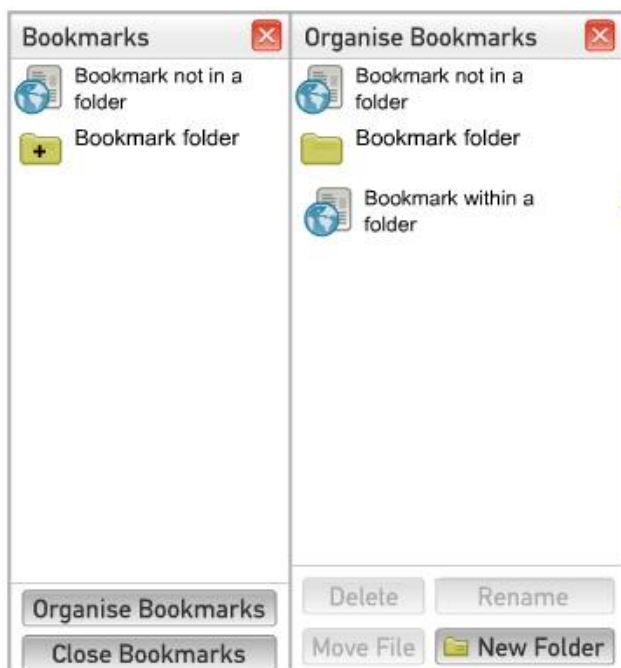 Bookmarks
Bookmark not in a
folder
Bookmark folder
Organise Bookmarks
Close Bookmarks
Organise Bookmarks
Bookmark not in a
folder
Bookmark folder
Bookmark within a
folder
Delete
Rename
Move File
New Folder